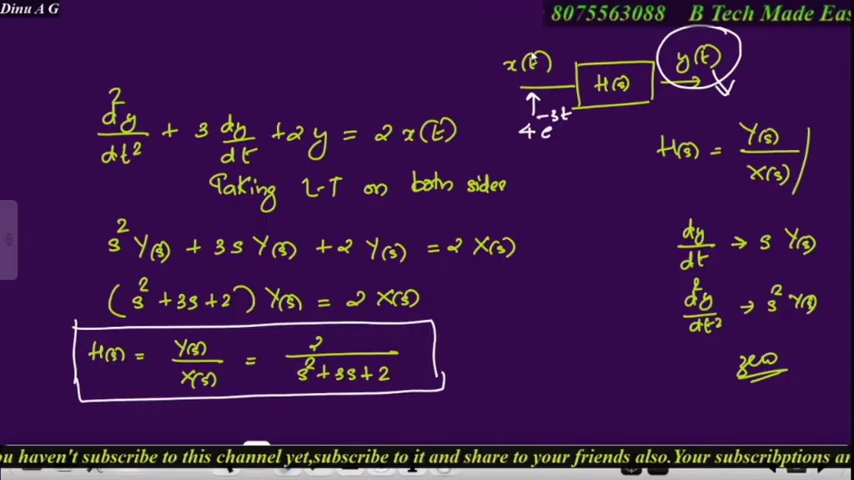 Dinu A G
8075563088 B Tech Made Eas
x(t) H(s) y(t)
4e^-3t
d²y/dt² + 3 dy/dt + 2y = 2 x(t)
Taking L-T on both sides
s² Y(s) + 3s Y(s) + 2 Y(s) = 2 X(s)
(s² + 3s + 2) Y(s) = 2 X(s)
H(s) = Y(s)/X(s) = 2/(s² + 3s + 2)
H(s) = Y(s)/X(s)
dy/dt → s Y(s)
d²y/dt² → s² Y(s)
zero
ou haven't subscribe to this channel yet,subscribe to it and share to your friends also.Your subscribptions ar